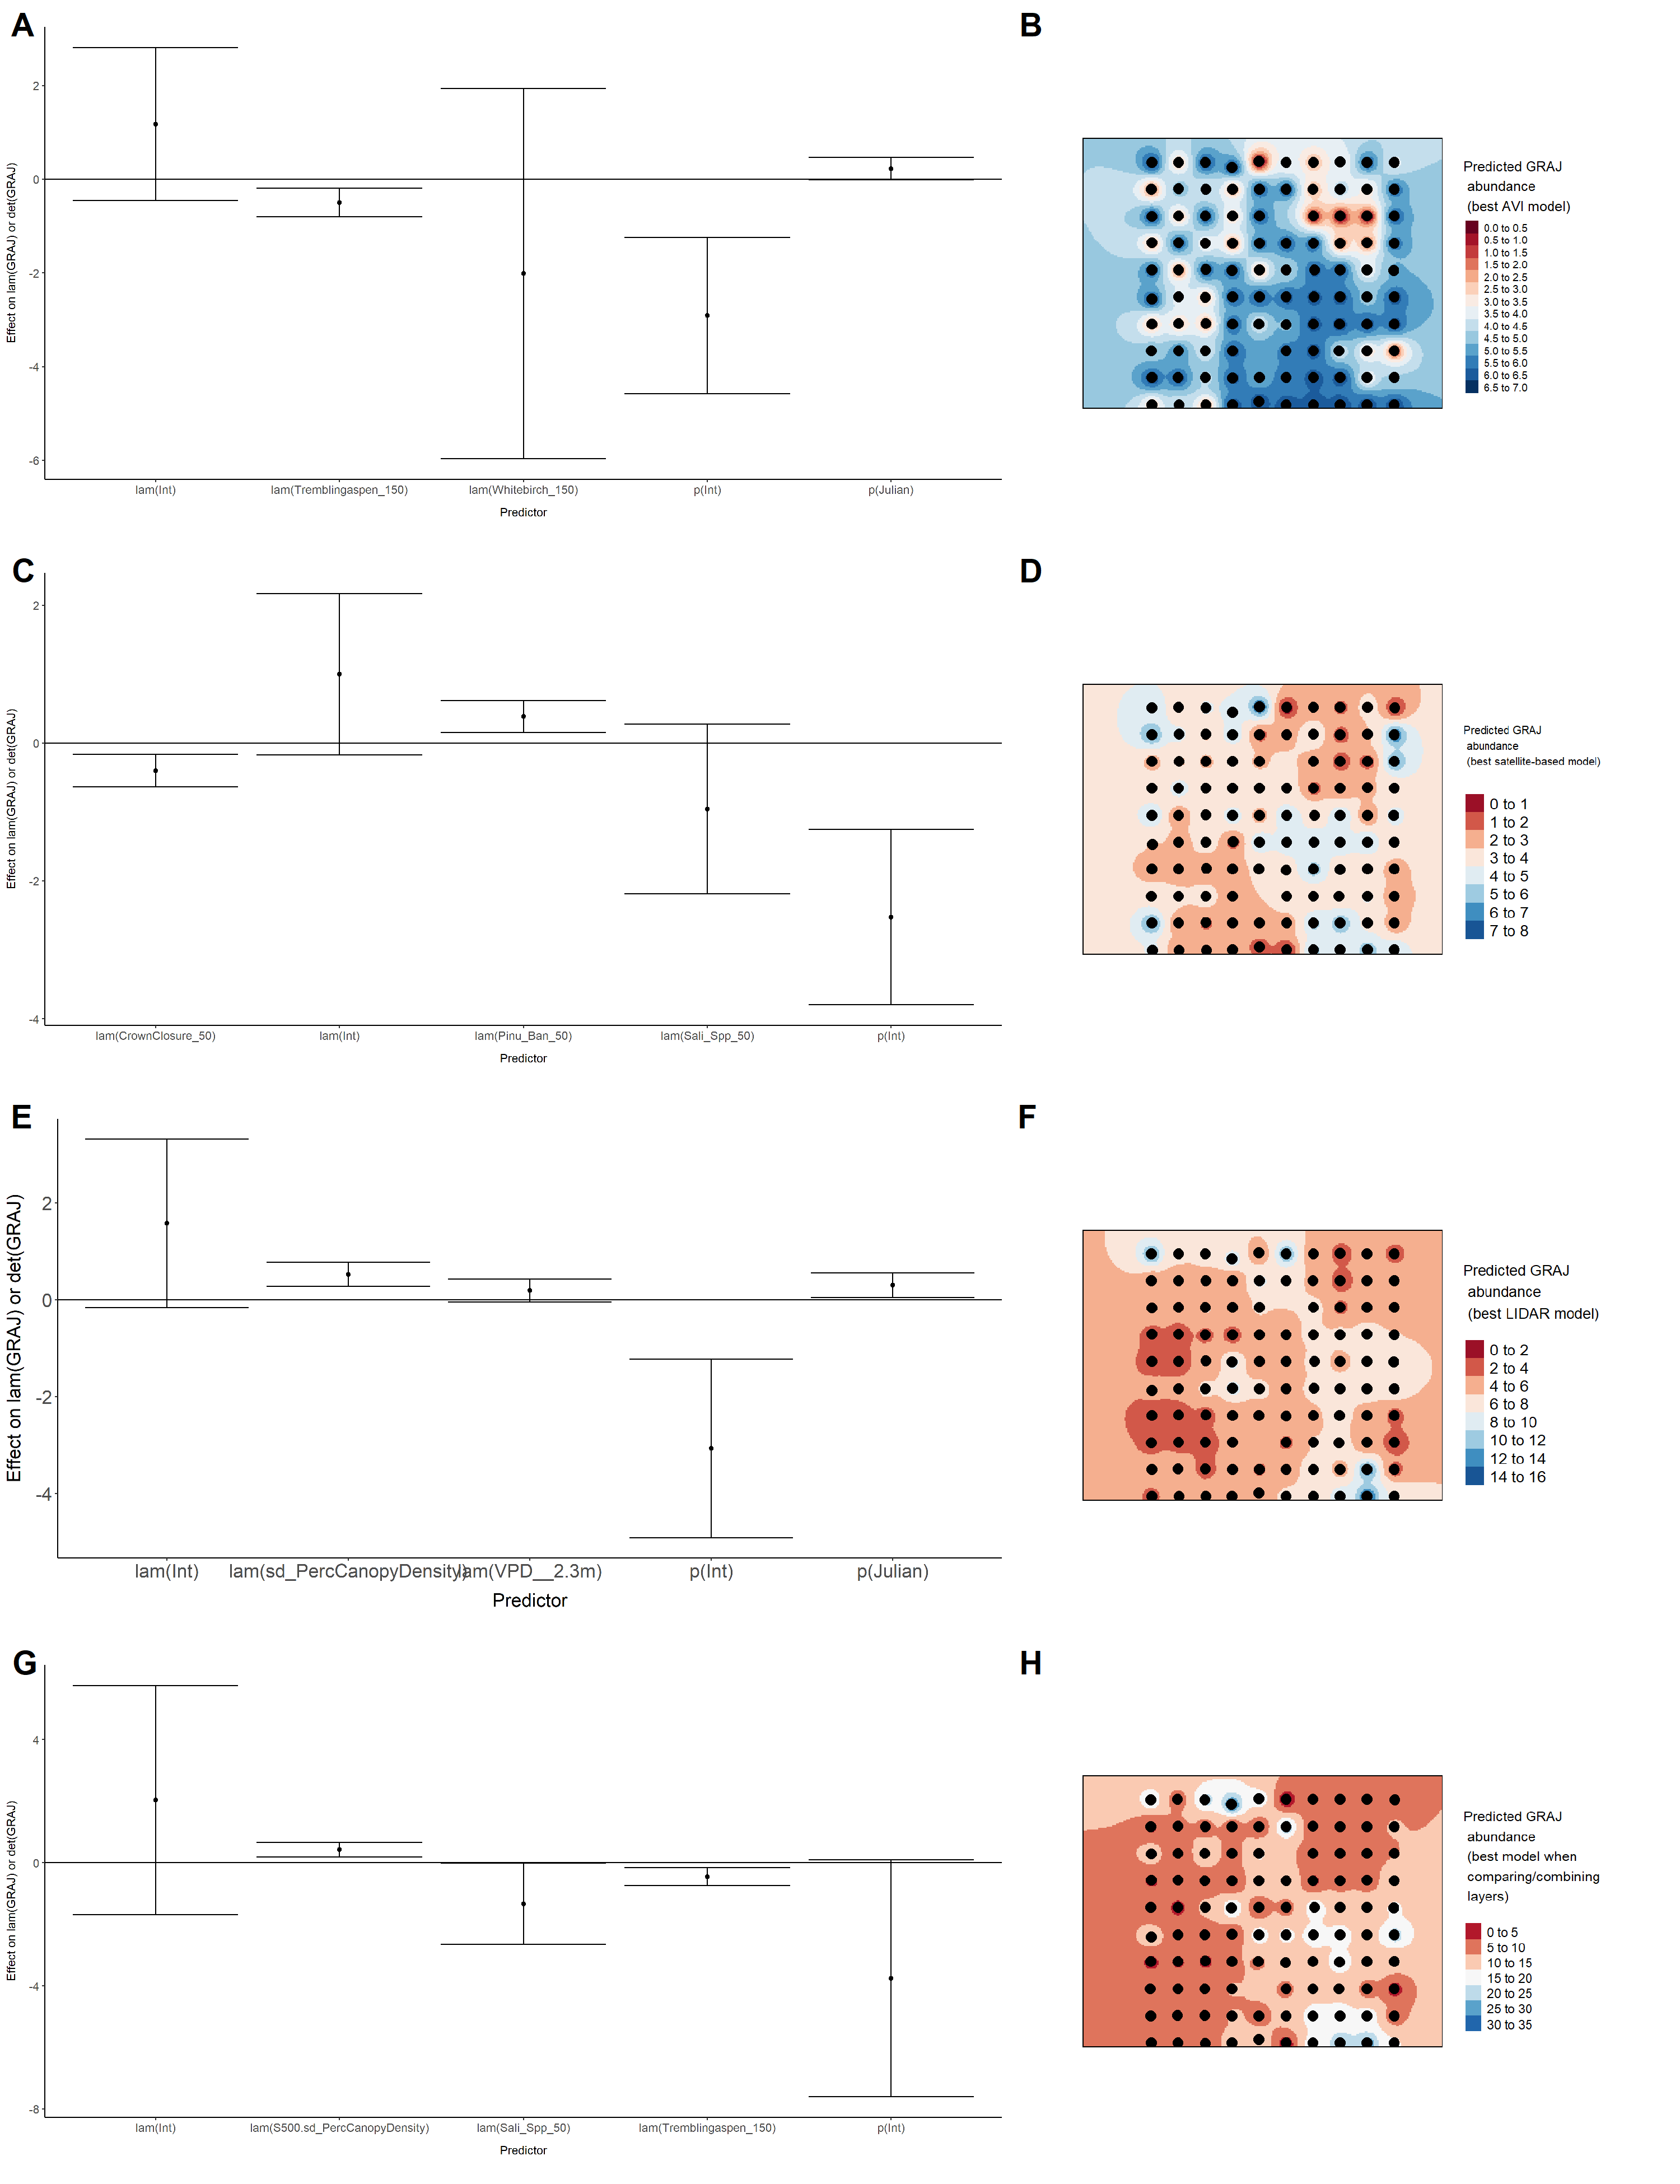 A
B
Effect on lam(GRAJ) or det(GRAJ)
2
0
-2
-4
-6
lam(Int)
lam(Tremblingaspen_150)
lam(Whitebirch_150)
p(Int)
p(Julian)
Predictor
Predicted GRAJ
abundance
(best AVI model)
0.0 to 0.5
0.5 to 1.0
1.0 to 1.5
1.5 to 2.0
2.0 to 2.5
2.5 to 3.0
3.0 to 3.5
3.5 to 4.0
4.0 to 4.5
4.5 to 5.0
5.0 to 5.5
5.5 to 6.0
6.0 to 6.5
6.5 to 7.0
C
D
Effect on lam(GRAJ) or det(GRAJ)
2
0
-2
-4
lam(CrownClosure_50)
lam(Int)
lam(Pinu_Ban_50)
lam(Sali_Spp_50)
p(Int)
Predictor
Predicted GRAJ
abundance
(best satellite-based model)
0 to 1
1 to 2
2 to 3
3 to 4
4 to 5
5 to 6
6 to 7
7 to 8
E
F
Effect on lam(GRAJ) or det(GRAJ)
2
0
-2
-4
lam(Int)
lam(sd_PercCanopyDensity)
lam(VPD__2.3m)
p(Int)
p(Julian)
Predictor
Predicted GRAJ
abundance
(best LIDAR model)
0 to 2
2 to 4
4 to 6
6 to 8
8 to 10
10 to 12
12 to 14
14 to 16
G
H
Effect on lam(GRAJ) or det(GRAJ)
4
0
-4
-8
lam(Int)
lam(S500.sd_PercCanopyDensity)
lam(Sali_Spp_50)
lam(Tremblingaspen_150)
p(Int)
Predictor
Predicted GRAJ
abundance
(best model when
comparing/combining
layers)
0 to 5
5 to 10
10 to 15
15 to 20
20 to 25
25 to 30
30 to 35